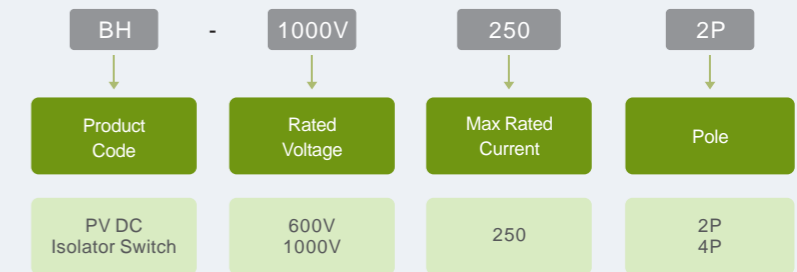 BH - 1000V 250 2P
Product Code
Rated Voltage
Max Rated Current
Pole
PV DC Isolator Switch
600V 1000V
250
2P 4P